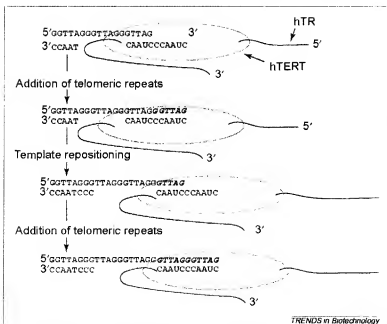 5'GGTTAGGGTTAGGGTTAG 3'
hTR
3'CCAAT CAAUCCCAAUC
5'
hTERT
3'
Addition of telomeric repeats
5'GGTTAGGGTTAGGGTTAGGGTTAG
3'CCAAT CAAUCCCAAUC
5'
3'
Template repositioning
5'GGTTAGGGTTAGGGTTAGGGTTAG
3'CCAATCCC CAAUCCCAAUC
3'
Addition of telomeric repeats
5'GGTTAGGGTTAGGGTTAGGGTTAGGGTTAG
3'CCAATCCC CAAUCCCAAUC
3'
TRENDS in Biotechnology